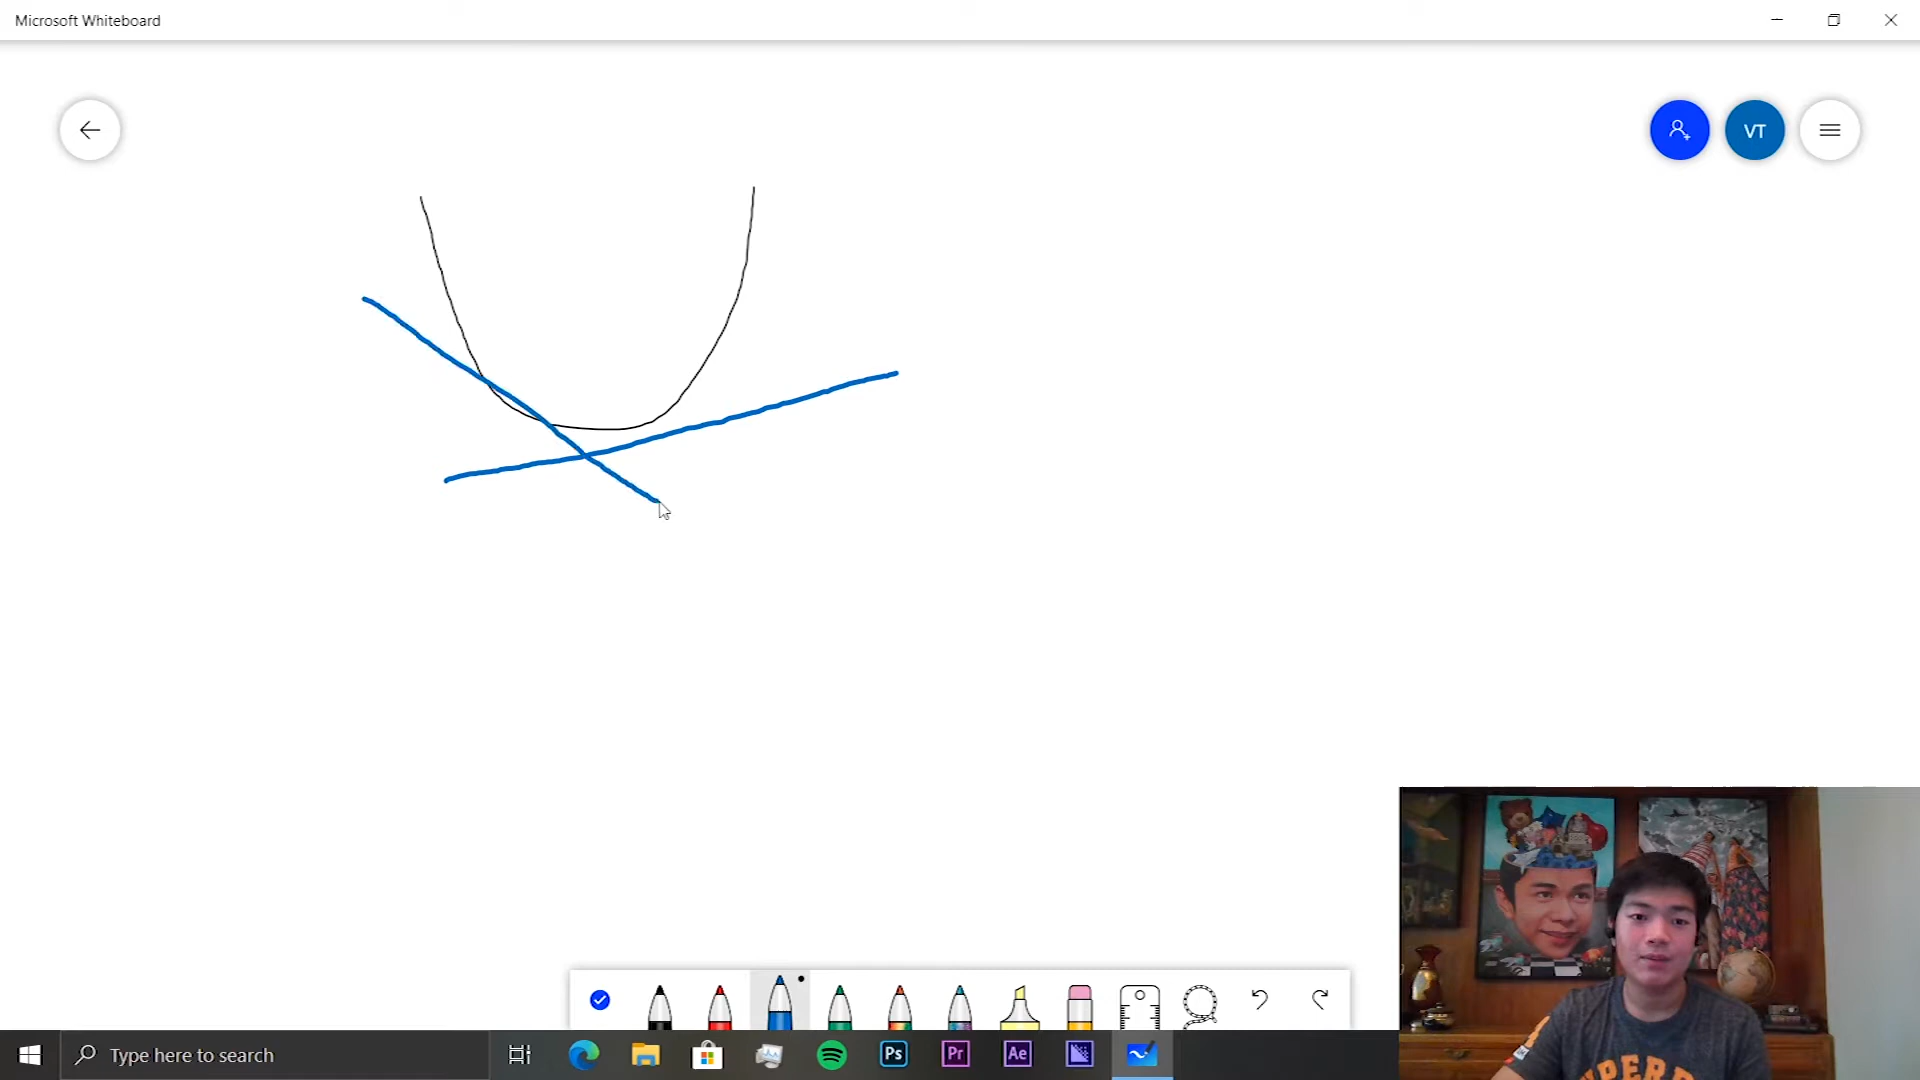 Microsoft Whiteboard
VT
Type here to search
Ps
Pr
Ae